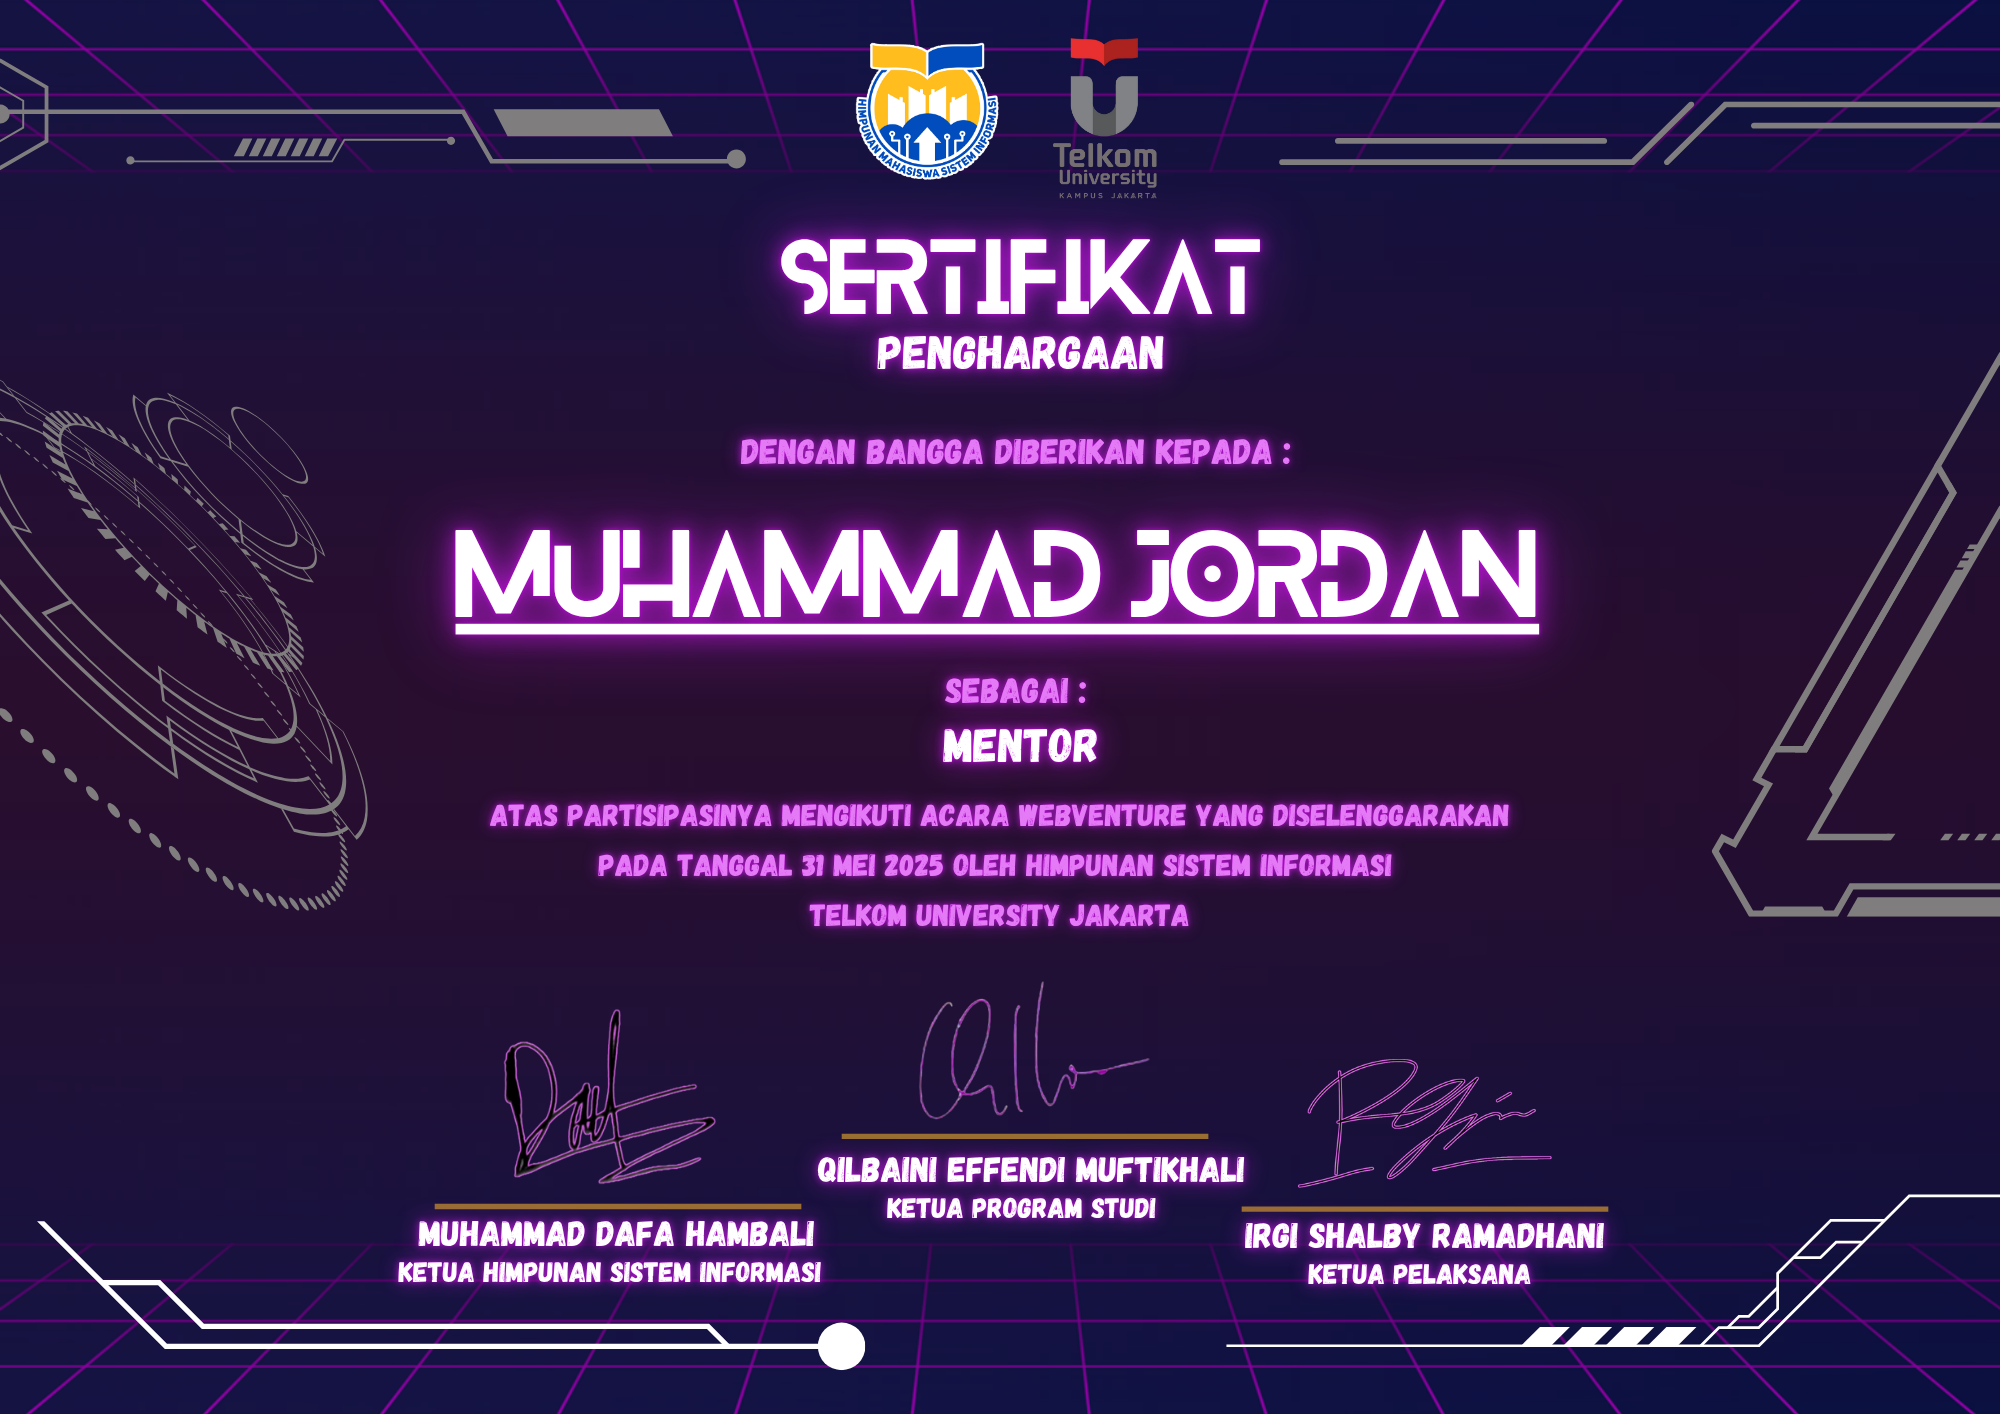 HIMPUNAN MAHASISWA SISTEM INFORMASI
Telkom
University
KAMPUS JAKARTA
SERTIFIKAT
PENGHARGAAN
DENGAN BANGGA DIBERIKAN KEPADA :
MUHAMMAD JORDAN
SEBAGAI :
MENTOR
ATAS PARTISIPASINYA MENGIKUTI ACARA WEBVENTURE YANG DISELENGGARAKAN
PADA TANGGAL 31 MEI 2025 OLEH HIMPUNAN SISTEM INFORMASI
TELKOM UNIVERSITY JAKARTA
MUHAMMAD DAFA HAMBALI
KETUA HIMPUNAN SISTEM INFORMASI
QILBAINI EFFENDI MUFTIKHALI
KETUA PROGRAM STUDI
IRGI SHALBY RAMADHANI
KETUA PELAKSANA